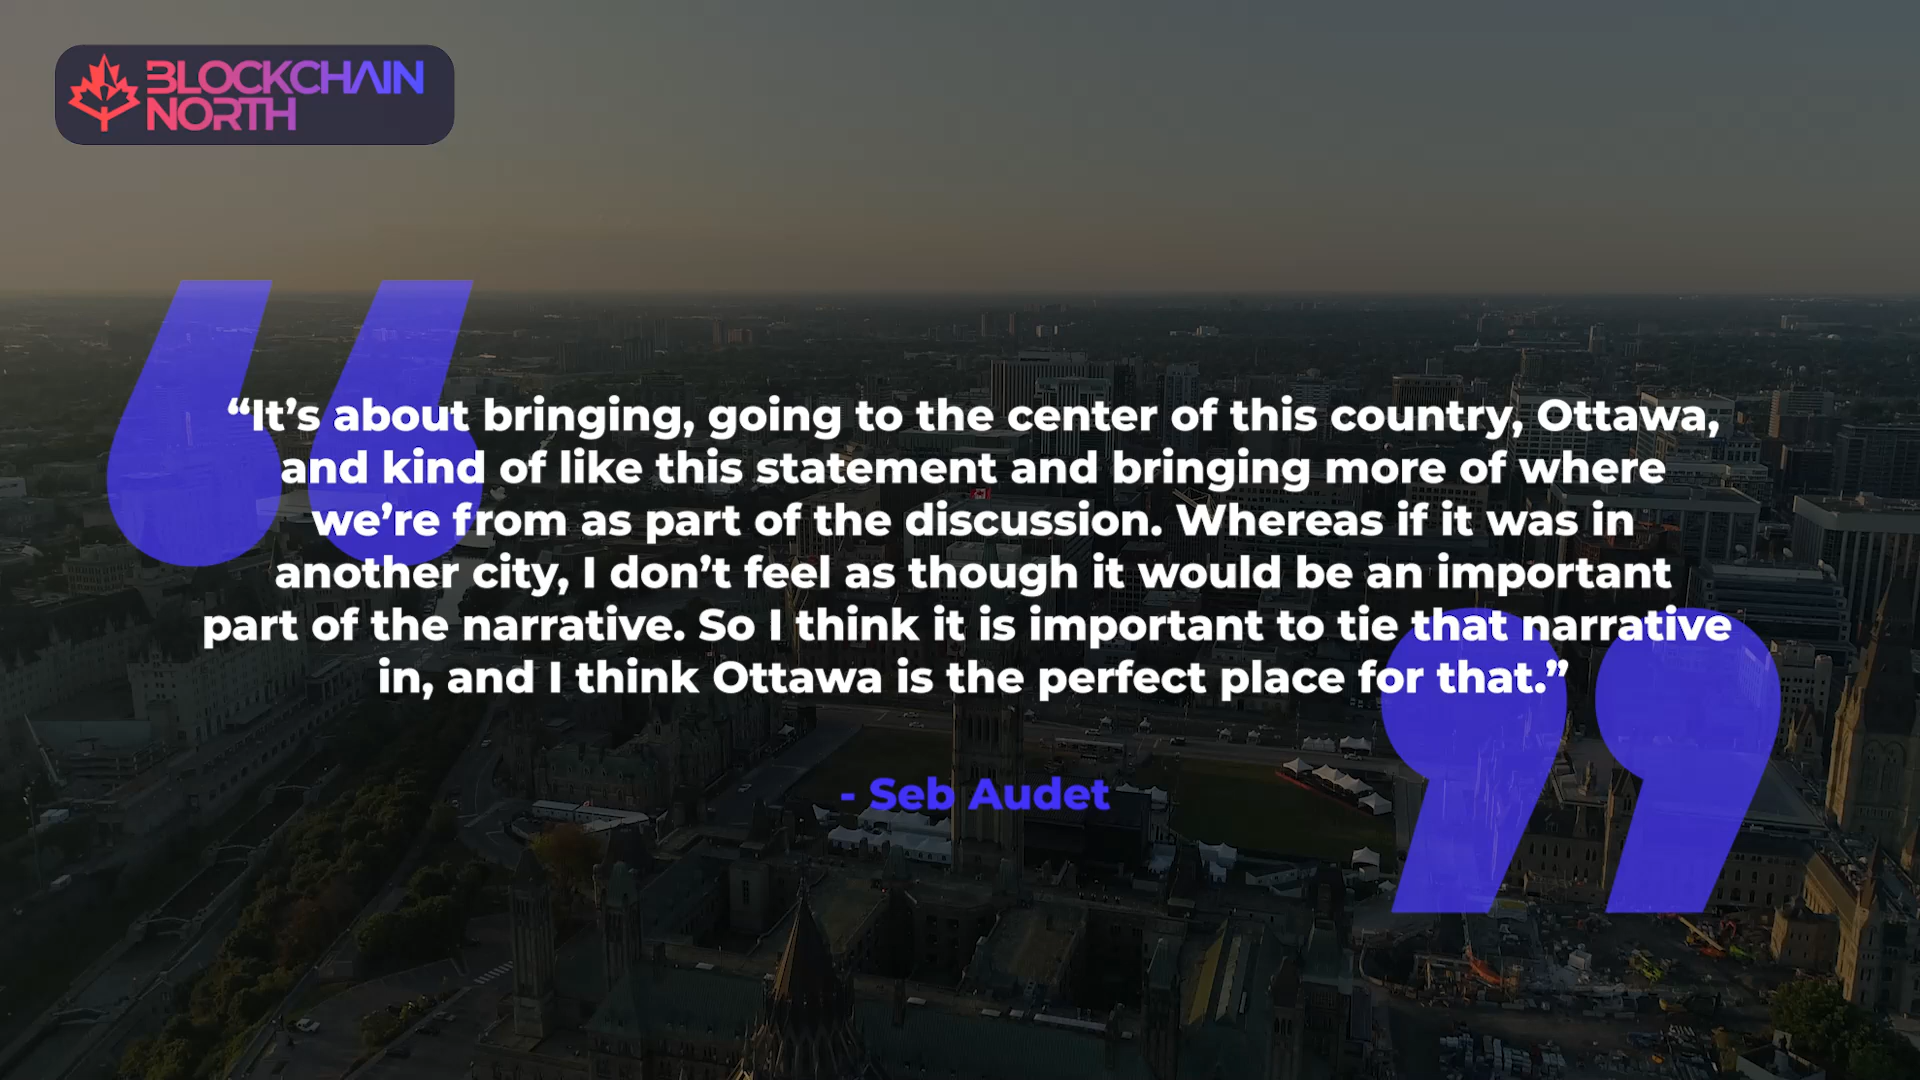 BLOCKCHAIN
NORTH
“It’s about bringing, going to the center of this country, Ottawa,
and kind of like this statement and bringing more of where
we’re from as part of the discussion. Whereas if it was in
another city, I don’t feel as though it would be an important
part of the narrative. So I think it is important to tie that narrative
in, and I think Ottawa is the perfect place for that.”
- Seb Audet